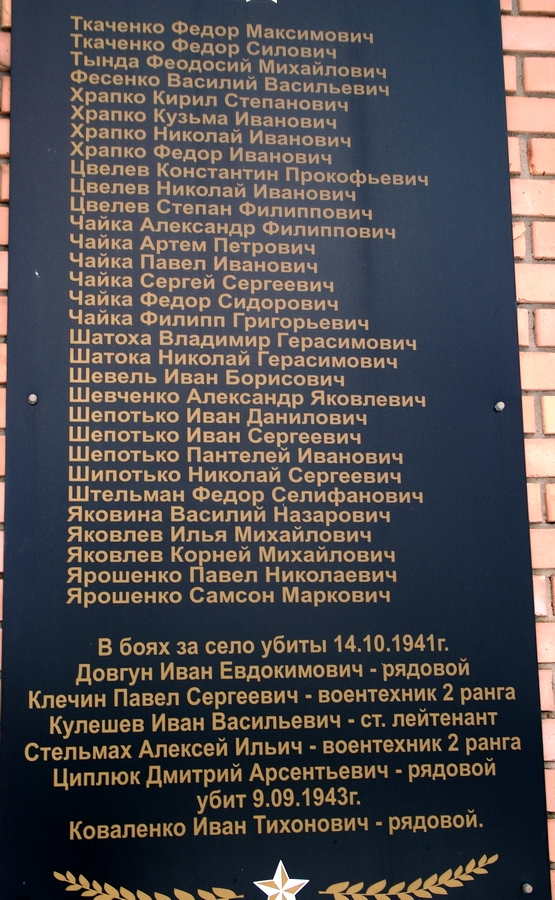 Ткаченко Федор Максимович
Ткаченко Федор Силович
Тында Феодосий Михайлович
Фесенко Василий Васильевич
Храпко Кирил Степанович
Храпко Кузьма Иванович
Храпко Николай Иванович
Храпко Федор Иванович
Цвелев Константин Прокофьевич
Цвелев Николай Иванович
Цвелев Степан Филиппович
Чайка Александр Филиппович
Чайка Артем Петрович
Чайка Павел Иванович
Чайка Сергей Сергеевич
Чайка Федор Сидорович
Чайка Филипп Григорьевич
Шатоха Владимир Герасимович
Шатока Николай Герасимович
Шевель Иван Борисович
Шевченко Александр Яковлевич
Шепотько Иван Данилович
Шепотько Иван Сергеевич
Шепотько Пантелей Иванович
Шипотько Николай Сергеевич
Штельман Федор Селифанович
Яковина Василий Назарович
Яковлев Илья Михайлович
Яковлев Корней Михайлович
Ярошенко Павел Николаевич
Ярошенко Самсон Маркович
В боях за село убиты 14.10.1941г.
Довгун Иван Евдокимович - рядовой
Клечин Павел Сергеевич - воентехник 2 ранга
Кулешев Иван Васильевич - ст. лейтенант
Стельмах Алексей Ильич - воентехник 2 ранга
Циплюк Дмитрий Арсентьевич - рядовой
убит 9.09.1943г.
Коваленко Иван Тихонович - рядовой.